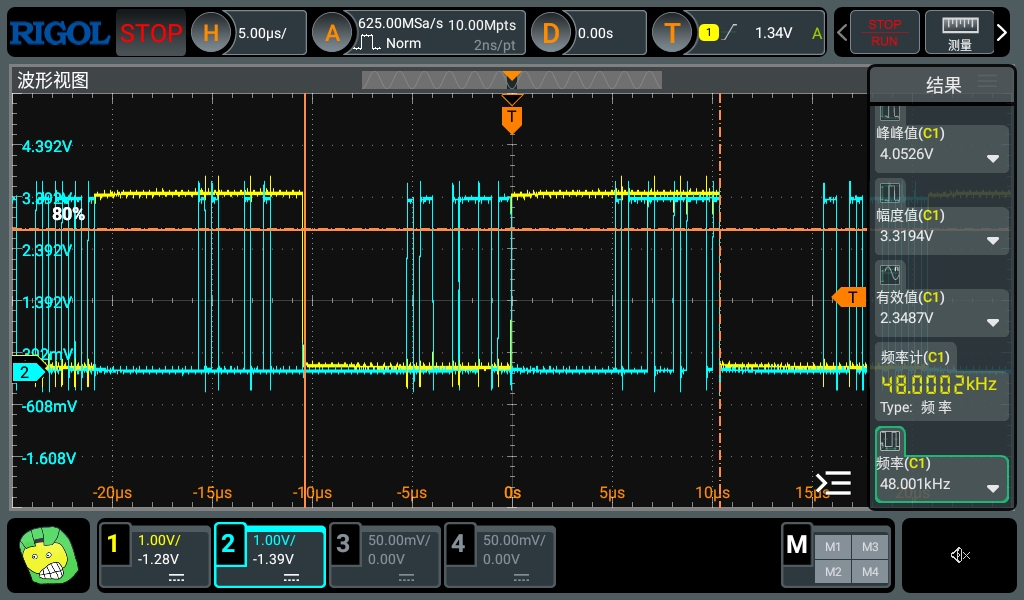 RIGOL STOP H 5.00μs/ A 625.00MSa/s 10.00Mpts D 0.00s T 1 1.34V A STOP
Norm 2ns/pt RUN 测量
波形视图 结果
T
4.392V
80%
2.392V
1.392V
T
2
-608mV
-1.608V
-20μs -15μs -10μs -5μs 0s 5μs 10μs 15μs 20μs
峰峰值(C1)
4.0526V
幅度值(C1)
3.3194V
有效值(C1)
2.3487V
频率计(C1)
48.0002kHz
Type: 频 率
频率(C1)
48.001kHz
1 1.00V/ 2 1.00V/ 3 50.00mV/ 4 50.00mV/ M M1 M3
-1.28V -1.39V 0.00V 0.00V M2 M4